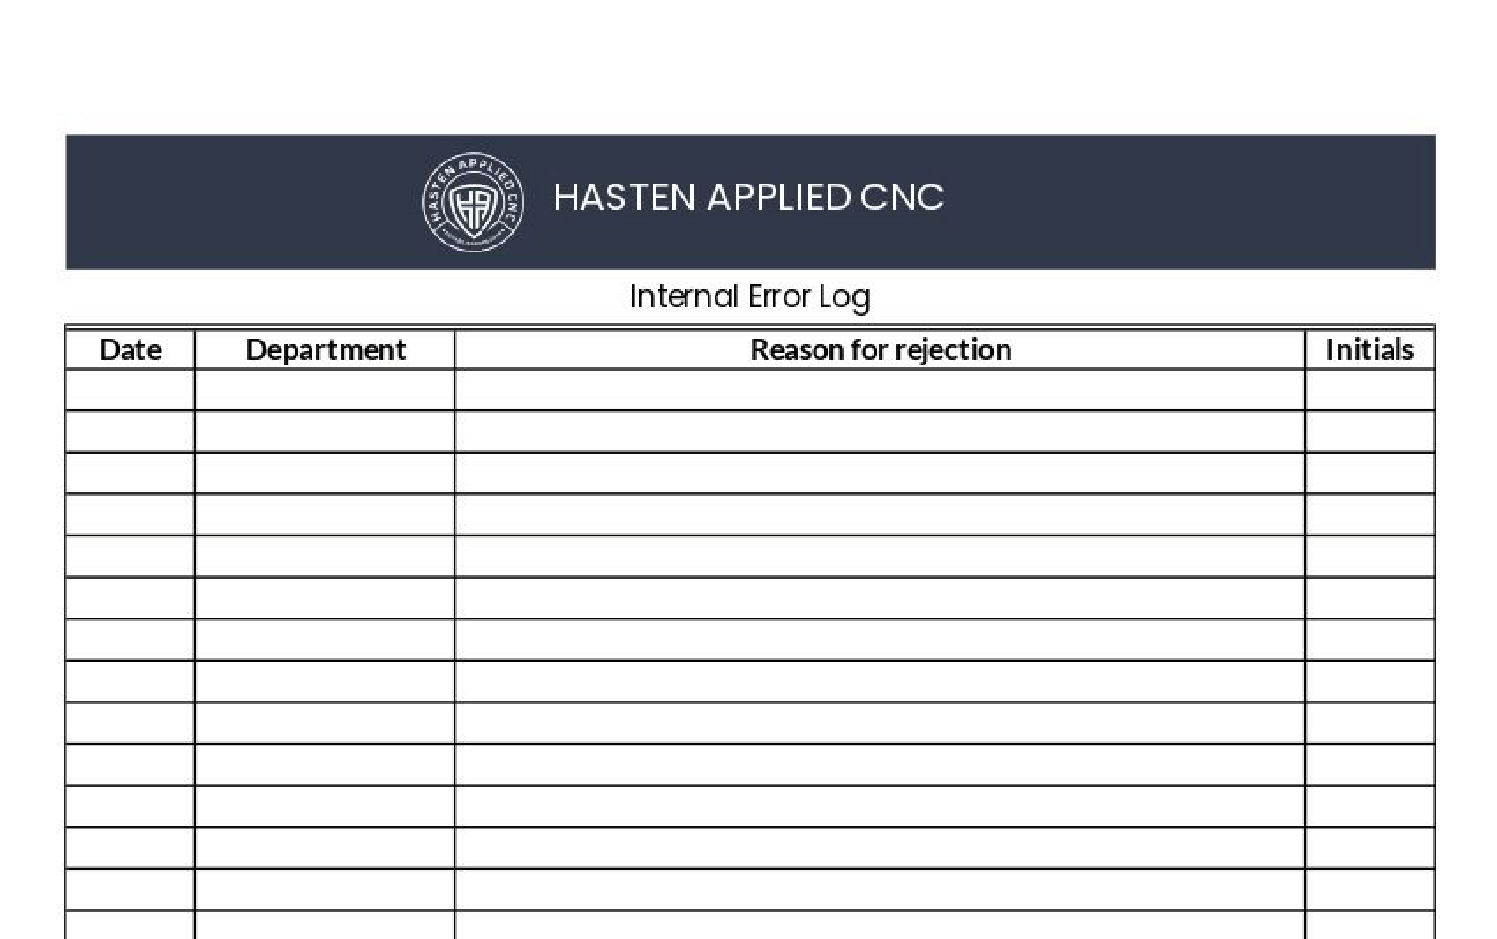 HASTEN APPLIED CNC
HASTEN APPLIED CNC
Internal Error Log
Date Department Reason for rejection Initials